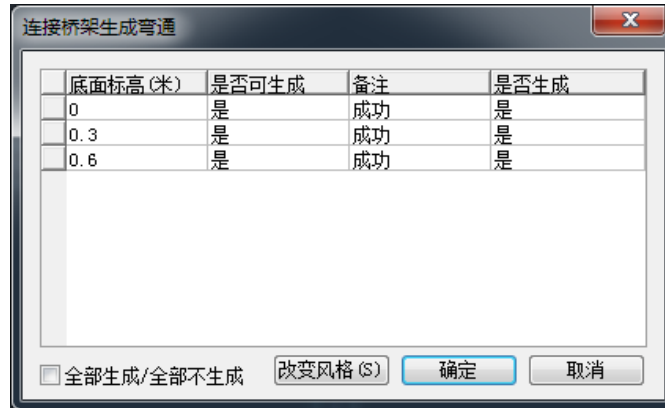 连接桥架生成弯通
底面标高(米) 是否可生成 备注 是否生成
0 是 成功 是
0.3 是 成功 是
0.6 是 成功 是
全部生成/全部不生成 改变风格(S) 确定 取消